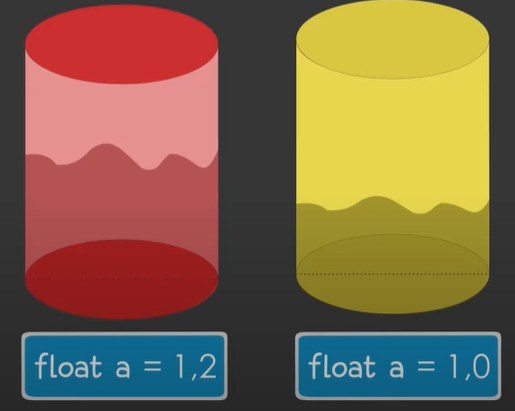 float a = 1,2
float a = 1,0